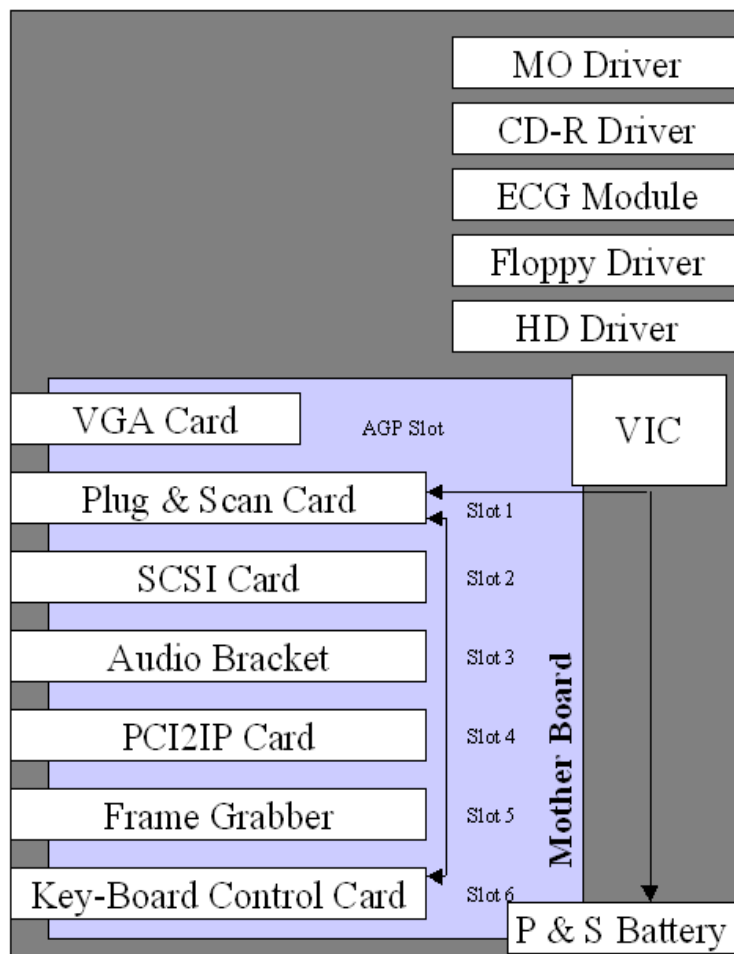 MO Driver
CD-R Driver
ECG Module
Floppy Driver
HD Driver
VGA Card
AGP Slot
VIC
Plug & Scan Card
Slot 1
SCSI Card
Slot 2
Audio Bracket
Slot 3
PCI2IP Card
Slot 4
Frame Grabber
Slot 5
Key-Board Control Card
Slot 6
Mother Board
P & S Battery